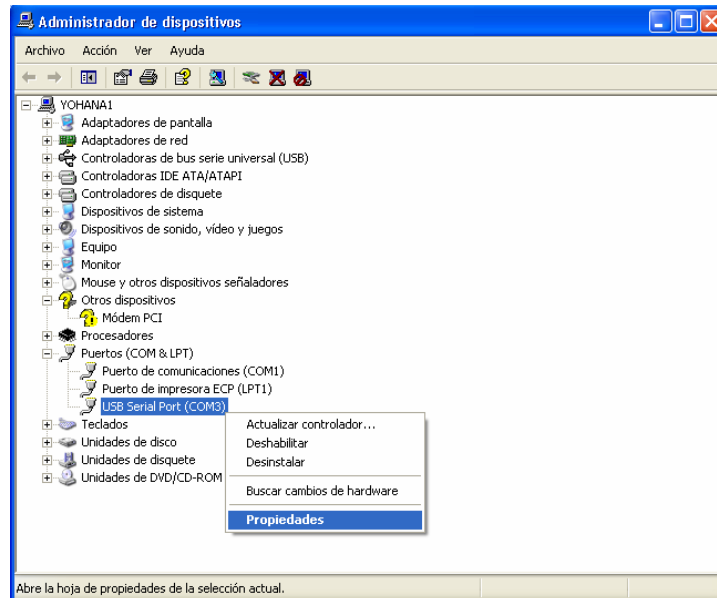 Administrador de dispositivos
Archivo Acción Ver Ayuda
YOHANA1
Adaptadores de pantalla
Adaptadores de red
Controladoras de bus serie universal (USB)
Controladoras IDE ATA/ATAPI
Controladores de disquete
Dispositivos de sistema
Dispositivos de sonido, vídeo y juegos
Equipo
Monitor
Mouse y otros dispositivos señaladores
Otros dispositivos
Módem PCI
Procesadores
Puertos (COM & LPT)
Puerto de comunicaciones (COM1)
Puerto de impresora ECP (LPT1)
USB Serial Port (COM3)
Teclados
Unidades de disco
Unidades de disquete
Unidades de DVD/CD-ROM
Actualizar controlador...
Deshabilitar
Desinstalar
Buscar cambios de hardware
Propiedades
Abre la hoja de propiedades de la selección actual.